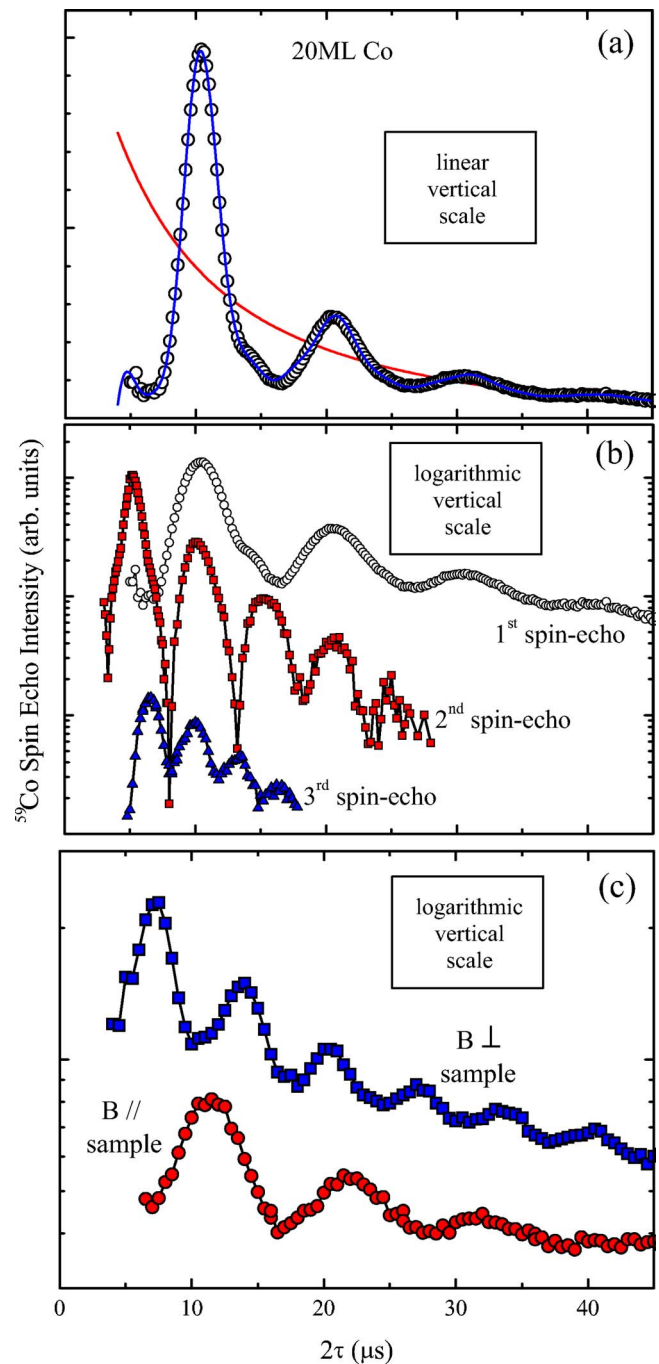 20ML Co
(a)
linear
vertical
scale
(b)
logarithmic
vertical
scale
1st spin-echo
2nd spin-echo
3rd spin-echo
59Co Spin Echo Intensity (arb. units)
(c)
logarithmic
vertical
scale
B ⊥
sample
B //
sample
0 10 20 30 40
2τ (μs)